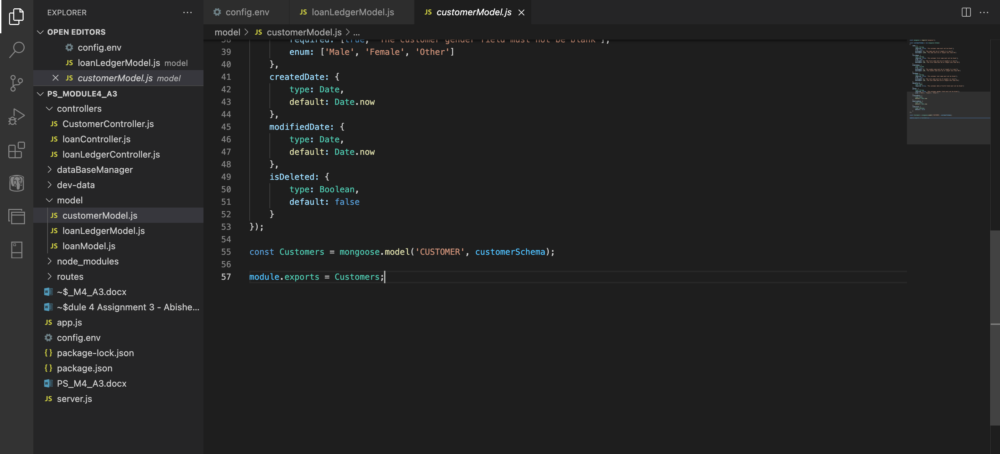 EXPLORER
OPEN EDITORS
config.env
loanLedgerModel.js model
customerModel.js model
PS_MODULE4_A3
controllers
JS CustomerController.js
JS loanController.js
JS loanLedgerController.js
dataBaseManager
dev-data
model
JS customerModel.js
JS loanLedgerModel.js
JS loanModel.js
node_modules
routes
~$_M4_A3.docx
~$dule 4 Assignment 3 - Abishe...
JS app.js
config.env
{} package-lock.json
{} package.json
PS_M4_A3.docx
JS server.js
config.env
JS loanLedgerModel.js
JS customerModel.js
model > JS customerModel.js > ...
38 required: [true, 'The customer gender field must not be blank'],
39 enum: ['Male', 'Female', 'Other']
40 },
41 createdDate: {
42 type: Date,
43 default: Date.now
44 },
45 modifiedDate: {
46 type: Date,
47 default: Date.now
48 },
49 isDeleted: {
50 type: Boolean,
51 default: false
52 }
53 });
54
55 const Customers = mongoose.model('CUSTOMER', customerSchema);
56
57 module.exports = Customers;